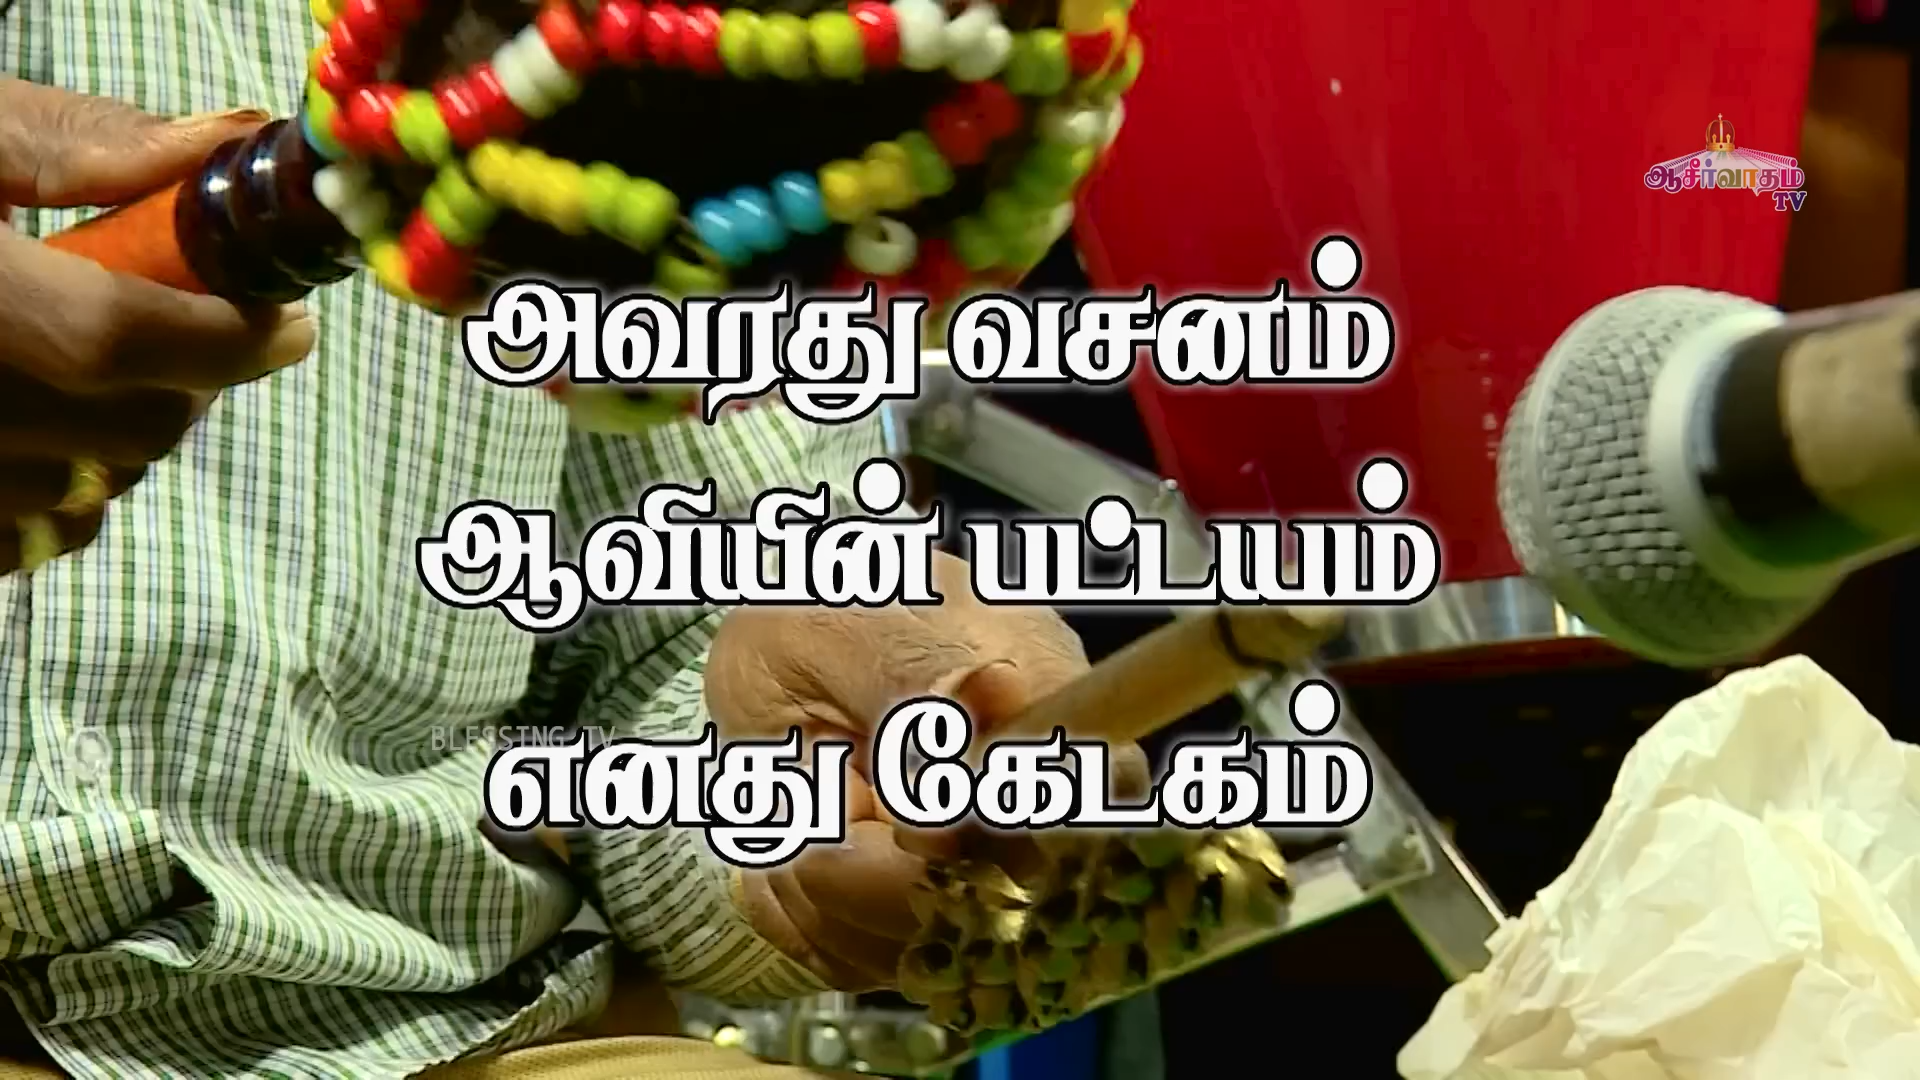 ஆசீர்வாதம்
TV
அவரது வசனம்
ஆவியின் பட்டயம்
BLESSING TV
எனது கேடகம்